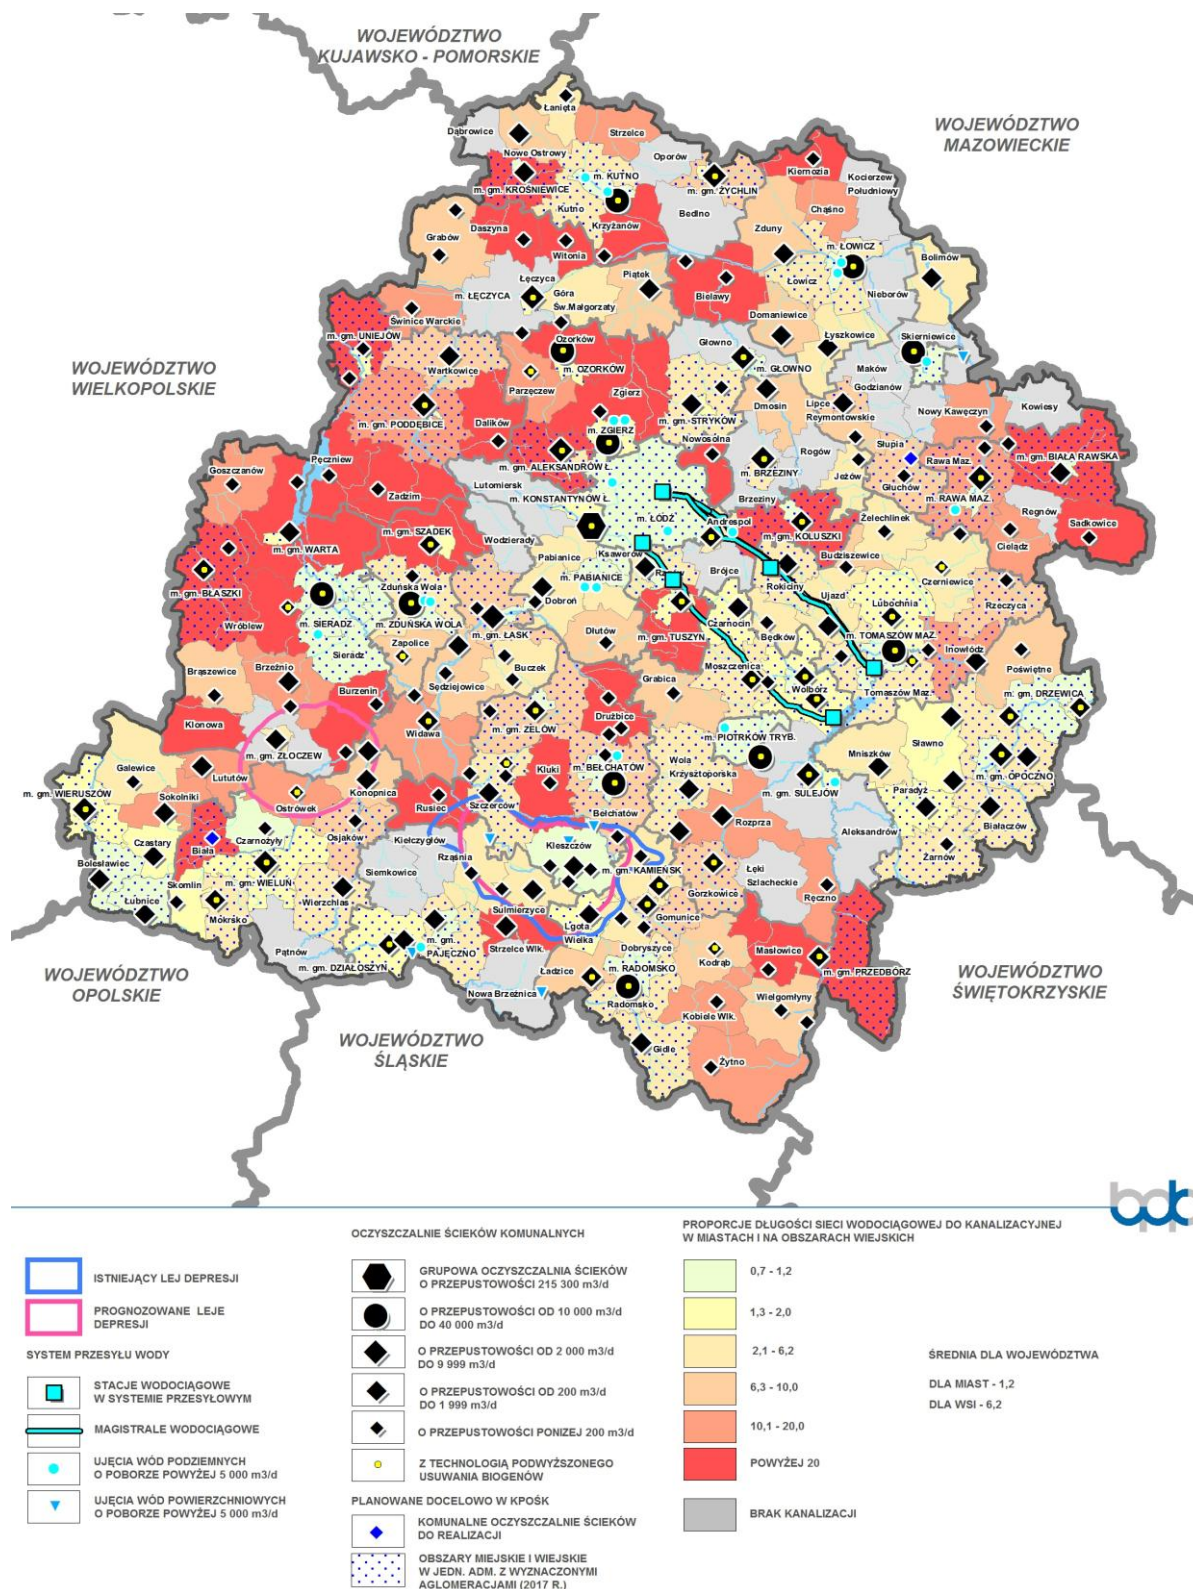 WOJEWÓDZTWO
KUJAWSKO - POMORSKIE
WOJEWÓDZTWO
MAZOWIECKIE
Łanięta
Dąbrowice
Strzelce
Nowe Ostrowy
Oporów
Kiernozia
Kocierzew
Południowy
m. gm. KROŚNIEWICE
m. KUTNO
m. gm. ŻYCHLIN
Kutno
Bedlno
Chąśno
Krzyżanów
Zduny
Grabów
Daszyna
Witonia
m. ŁOWICZ
Bolimów
Łęczyca
Piątek
Łowicz
Nieborów
m. ŁĘCZYCA
Góra
Św.Małgorzaty
Bielawy
Domaniewice
Świnice Warckie
Łyszkowice
Skierniewice
m. gm. UNIEJÓW
Ozorków
Głowno
Maków
WOJEWÓDZTWO
WIELKOPOLSKIE
Wartkowice
m. OZORKÓW
m. GŁOWNO
Godzianów
Kowiesy
Parzęczew
Zgierz
Dmosin
Lipce
Reymontowskie
Nowy Kawęczyn
m. gm. PODDĘBICE
m. gm. STRYKÓW
Dalików
m. ZGIERZ
Nowosolna
Rogów
Słupia
Rawa Maz.
m. gm. BIAŁA RAWSKA
m. gm. ALEKSANDRÓW Ł.
m. BRZEZINY
Jeżów
Głuchów
Goszczanów
Pęczniew
Lutomiersk
Brzeziny
m. RAWA MAZ.
Regnów
Zadzim
m. KONSTANTYNÓW Ł.
m. ŁÓDŹ
Andrespol
m. gm. KOLUSZKI
Żelechlinek
Sadkowice
m. gm. SZADEK
Wodzierady
Cielądz
m. gm. WARTA
Pabianice
Ksawerów
Brójce
Budziszewice
Czerniewice
m. gm. BŁASZKI
Zduńska Wola
m. PABIANICE
Rokiciny
Ujazd
Lubochnia
Rzeczyca
Wróblew
m. SIERADZ
m. ZDUŃSKA WOLA
Dobroń
m. gm. TUSZYN
Czarnocin
Będków
m. TOMASZÓW MAZ.
Sieradz
m. gm. ŁASK
Dłutów
Inowłódz
Zapolice
Buczek
Moszczenica
Poświętne
Brąszewice
Brzeźnio
Sędziejowice
Grabica
Wolbórz
Tomaszów Maz.
m. gm. DRZEWICA
Burzenin
Klonowa
Widawa
m. gm. ZELÓW
Drużbice
m. PIOTRKÓW TRYB.
Sławno
m. gm. ZŁOCZEW
m. BEŁCHATÓW
Wola
Krzysztoporska
Mniszków
m. gm. OPOCZNO
Galewice
Lututów
Konopnica
Kluki
m. gm. SULEJÓW
m. gm. WIERUSZÓW
Ostrówek
Rusiec
Szczerców
Bełchatów
Paradyż
Sokolniki
Osjaków
Rozprza
Białaczów
Czarnożyły
Kiełczygłów
Kleszczów
Aleksandrów
Biała
Rząśnia
Żarnów
Czastary
m. gm. KAMIEŃSK
Łęki
Szlacheckie
Bolesławiec
Siemkowice
Skomlin
m. gm. WIELUŃ
Gorzkowice
Ręczno
Łubnice
Mokrsko
Wierzchlas
Sulmierzyce
Gomunice
Lgota
Wielka
Pątnów
Strzelce Wlk.
Dobryszyce
Masłowice
m. gm.
PAJĘCZNO
Kodrąb
m. gm. PRZEDBÓRZ
m. gm. DZIAŁOSZYN
Ładzice
m. RADOMSKO
WOJEWÓDZTWO
OPOLSKIE
Nowa Brzeźnica
Radomsko
Wielgomłyny
WOJEWÓDZTWO
ŚWIĘTOKRZYSKIE
Kobiele Wlk.
WOJEWÓDZTWO
ŚLĄSKIE
Gidle
Żytno
ISTNIEJĄCY LEJ DEPRESJI
PROGNOZOWANE LEJE
DEPRESJI
SYSTEM PRZESYŁU WODY
STACJE WODOCIĄGOWE
W SYSTEMIE PRZESYŁOWYM
MAGISTRALE WODOCIĄGOWE
UJĘCIA WÓD PODZIEMNYCH
O POBORZE POWYŻEJ 5 000 m3/d
UJĘCIA WÓD POWIERZCHNIOWYCH
O POBORZE POWYŻEJ 5 000 m3/d
OCZYSZCZALNIE ŚCIEKÓW KOMUNALNYCH
GRUPOWA OCZYSZCZALNIA ŚCIEKÓW
O PRZEPUSTOWOŚCI 215 300 m3/d
O PRZEPUSTOWOŚCI OD 10 000 m3/d
DO 40 000 m3/d
O PRZEPUSTOWOŚCI OD 2 000 m3/d
DO 9 999 m3/d
O PRZEPUSTOWOŚCI OD 200 m3/d
DO 1 999 m3/d
O PRZEPUSTOWOŚCI PONIZEJ 200 m3/d
Z TECHNOLOGIĄ PODWYŻSZONEGO
USUWANIA BIOGENÓW
PLANOWANE DOCELOWO W KPOŚK
KOMUNALNE OCZYSZCZALNIE ŚCIEKÓW
DO REALIZACJI
OBSZARY MIEJSKIE I WIEJSKIE
W JEDN. ADM. Z WYZNACZONYMI
AGLOMERACJAMI (2017 R.)
PROPORCJE DŁUGOŚCI SIECI WODOCIĄGOWEJ DO KANALIZACYJNEJ
W MIASTACH I NA OBSZARACH WIEJSKICH
0,7 - 1,2
1,3 - 2,0
2,1 - 6,2
6,3 - 10,0
10,1 - 20,0
POWYŻEJ 20
BRAK KANALIZACJI
ŚREDNIA DLA WOJEWÓDZTWA
DLA MIAST - 1,2
DLA WSI - 6,2